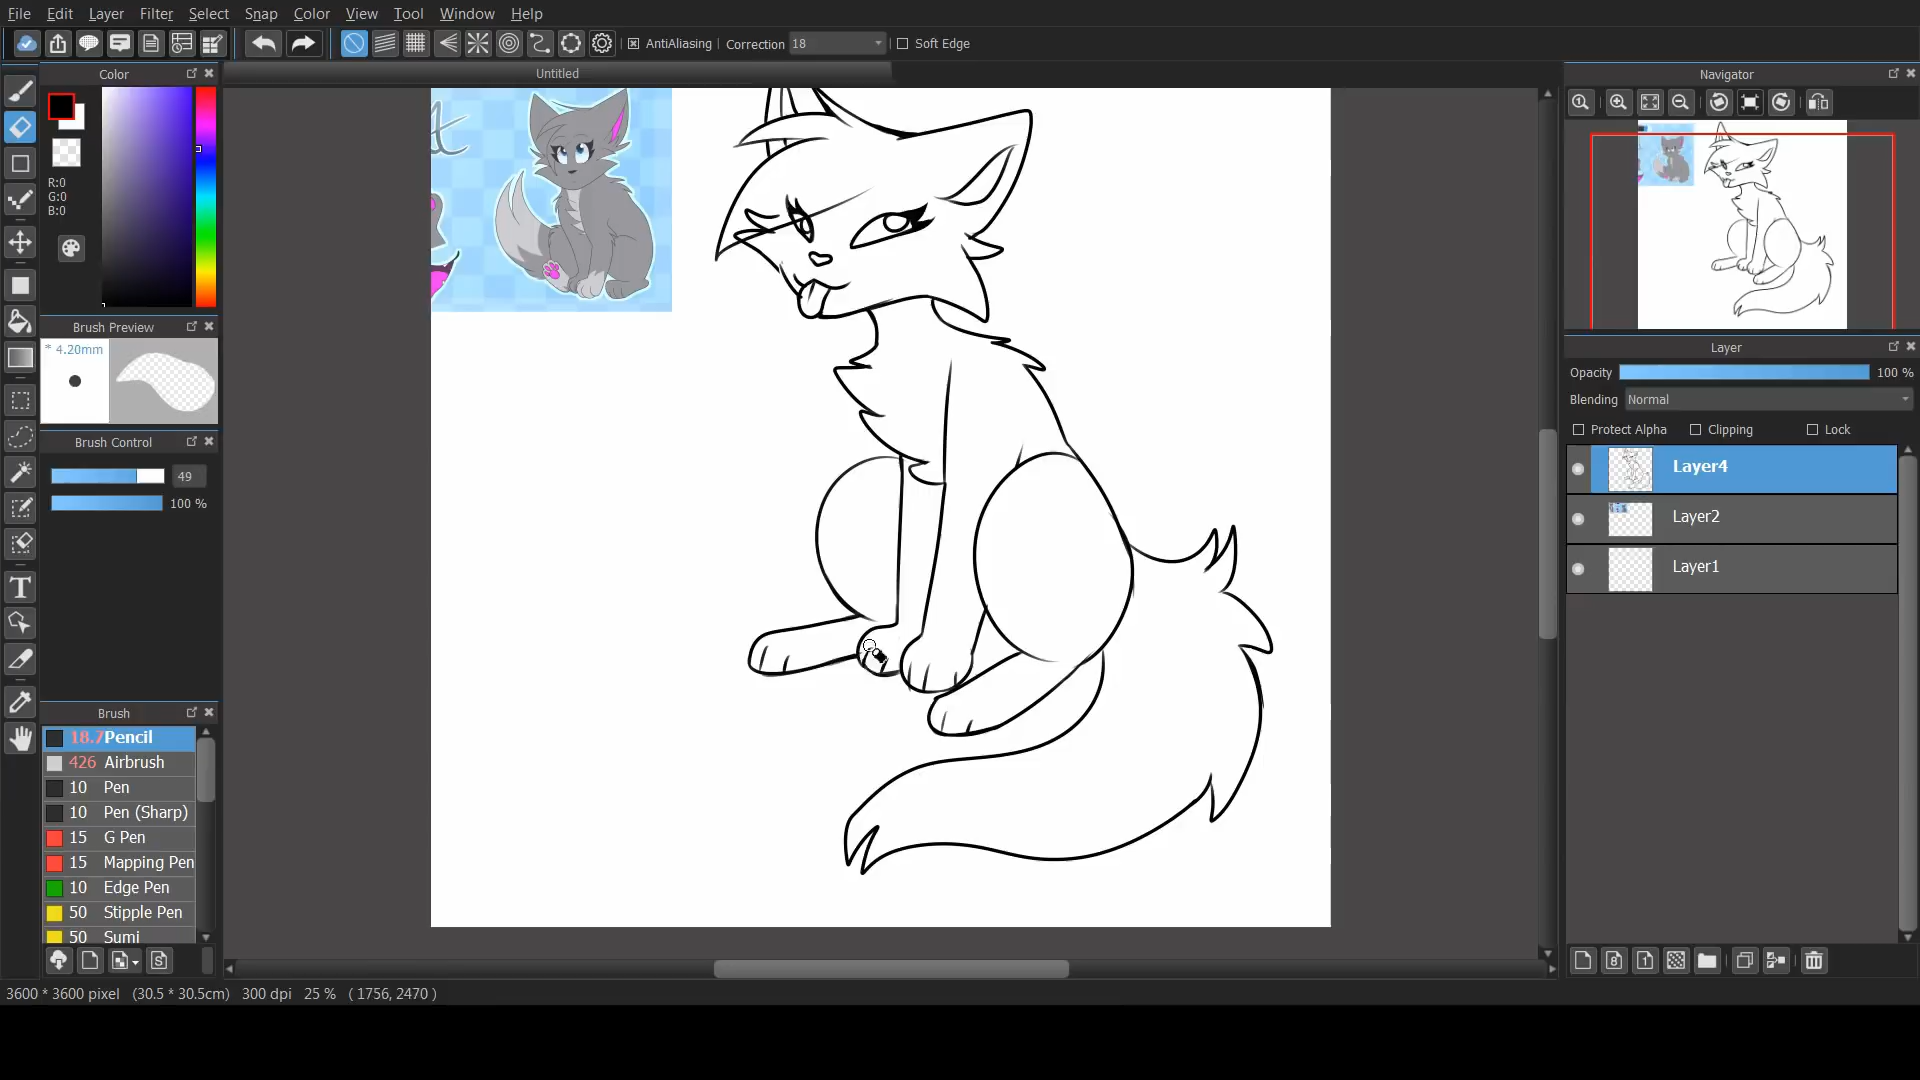 File Edit Layer Filter Select Snap Color View Tool Window Help
AntiAliasing Correction 18 Soft Edge
Color
Untitled
Navigator
R:0
G:0
B:0
Brush Preview
* 4.20mm
Brush Control
49
100 %
Brush
18.7 Pencil
426 Airbrush
10 Pen
10 Pen (Sharp)
15 G Pen
15 Mapping Pen
10 Edge Pen
50 Stipple Pen
50 Sumi
Layer
Opacity 100 %
Blending Normal
Protect Alpha Clipping Lock
Layer4
Layer2
Layer1
3600 * 3600 pixel (30.5 * 30.5cm) 300 dpi 25 % ( 1756, 2470 )